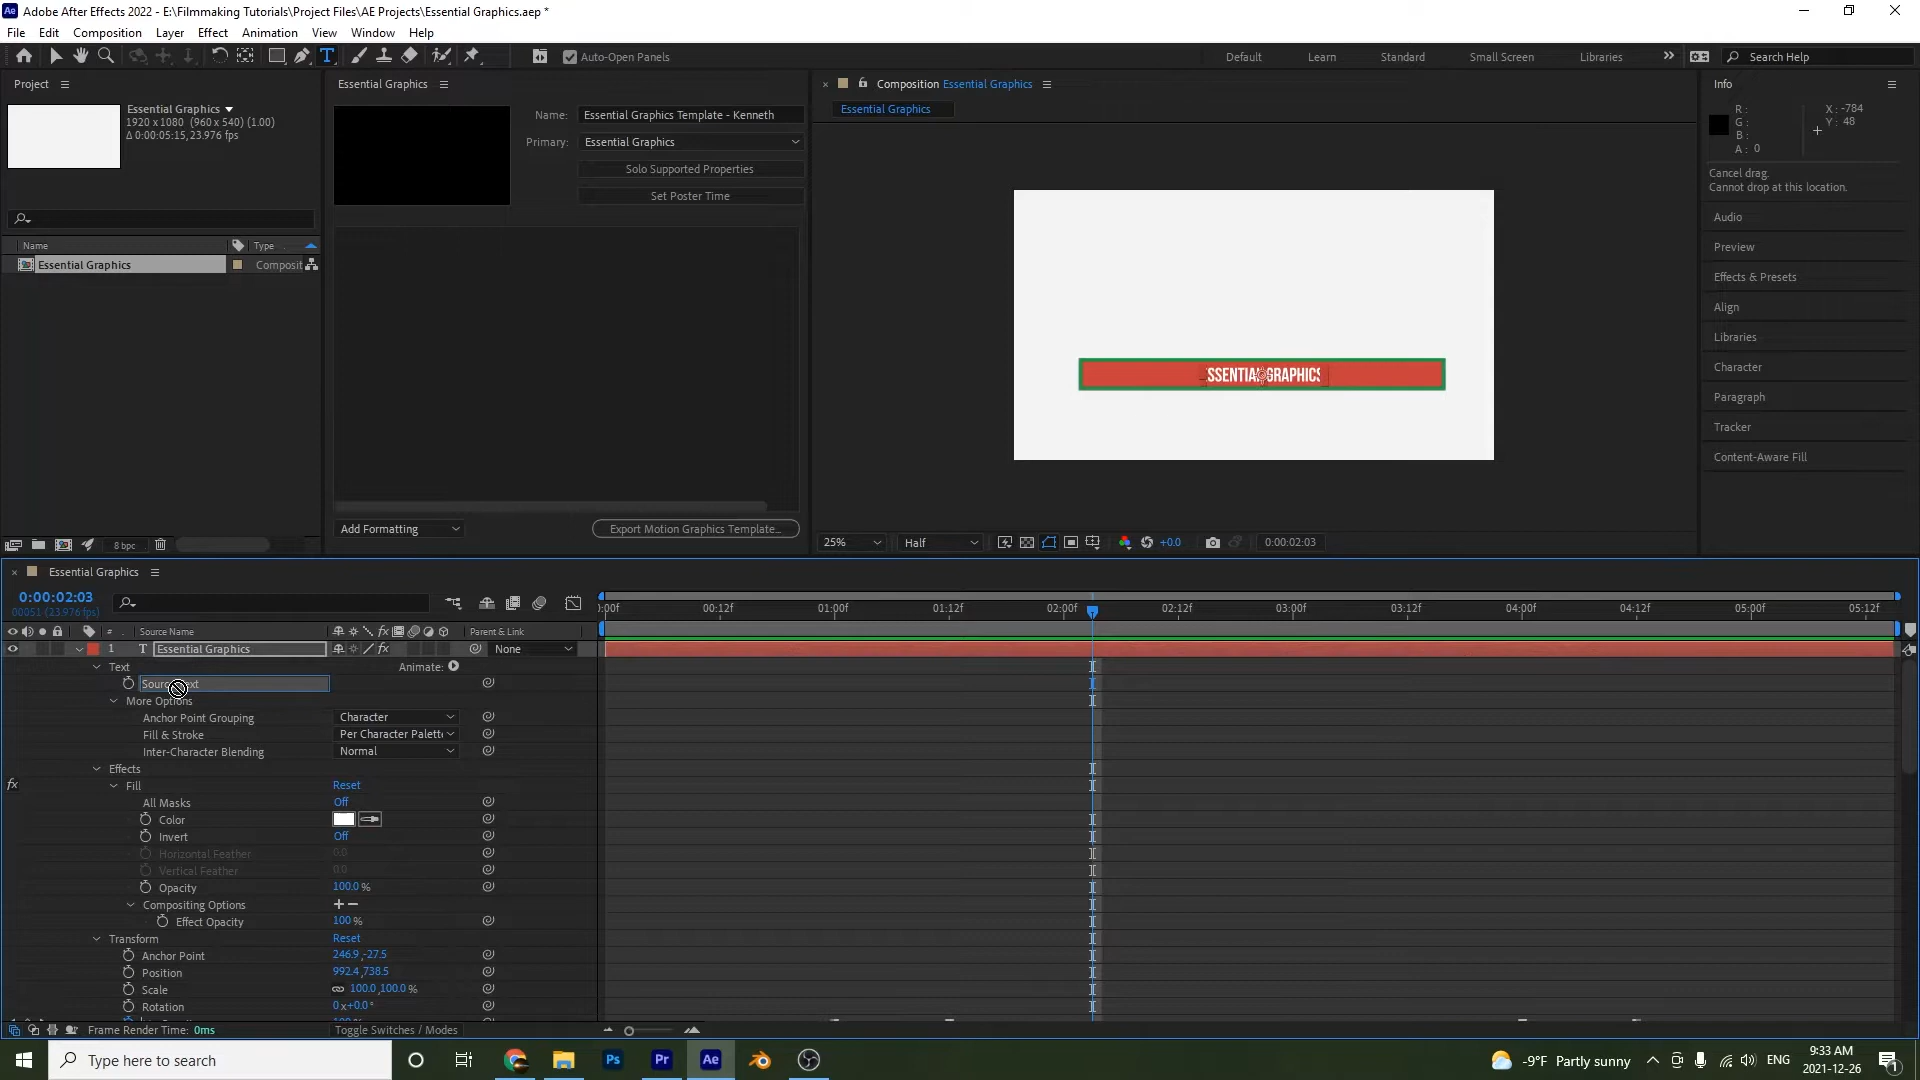 Adobe After Effects 2022 - E:\Filmmaking Tutorials\Project Files\AE Projects\Essential Graphics.aep *
File Edit Composition Layer Effect Animation View Window Help
Auto-Open Panels
Default Learn Standard Small Screen Libraries
Search Help
Project
Essential Graphics
1920 x 1080 (960 x 540) (1.00)
Δ 0:00:05:15, 23.976 fps
Name Type
Essential Graphics Composit
8 bpc
Essential Graphics
Name: Essential Graphics Template - Kenneth
Primary: Essential Graphics
Solo Supported Properties
Set Poster Time
Add Formatting
Export Motion Graphics Template...
Composition Essential Graphics
Essential Graphics
SSENTIAL GRAPHICS
25% Half +0.0 0:00:02:03
Info
R :
G :
B :
A : 0
X : -784
Y : 48
Cancel drag.
Cannot drop at this location.
Audio
Preview
Effects & Presets
Align
Libraries
Character
Paragraph
Tracker
Content-Aware Fill
Essential Graphics
0:00:02:03
00051 (23.976 fps)
:00f 00:12f 01:00f 01:12f 02:00f 02:12f 03:00f 03:12f 04:00f 04:12f 05:00f 05:12f
# Source Name Parent & Link
1 T Essential Graphics None
Text Animate:
Source Text
More Options
Anchor Point Grouping Character
Fill & Stroke Per Character Palett
Inter-Character Blending Normal
Effects
fx Fill Reset
All Masks Off
Color
Invert Off
Horizontal Feather 0.0
Vertical Feather 0.0
Opacity 100.0 %
Compositing Options + −
Effect Opacity 100 %
Transform Reset
Anchor Point 246.9,-27.5
Position 992.4,738.5
Scale 100.0,100.0 %
Rotation 0 x+0.0 °
Frame Render Time: 0ms
Toggle Switches / Modes
Type here to search
Ps Pr Ae
-9°F Partly sunny
ENG
9:33 AM
2021-12-26
1